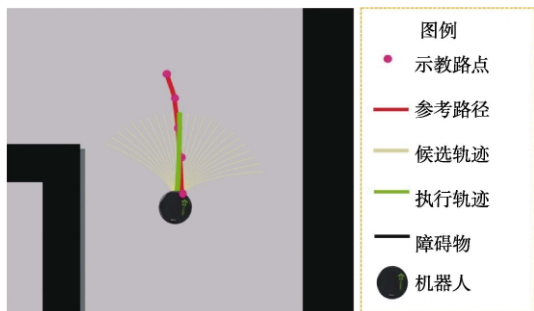 图例
示教路点
参考路径
候选轨迹
执行轨迹
障碍物
机器人